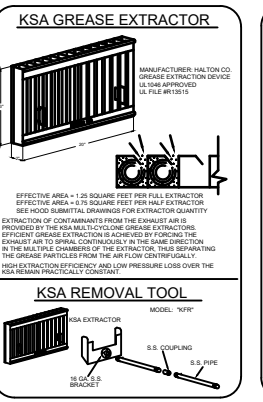 KSA GREASE EXTRACTOR
MANUFACTURER: HALTON CO.
GREASE EXTRACTION DEVICE
UL1046 APPROVED
UL FILE #R13515
20"
EFFECTIVE AREA = 1.25 SQUARE FEET PER FULL EXTRACTOR
EFFECTIVE AREA = 0.75 SQUARE FEET PER HALF EXTRACTOR
SEE HOOD SUBMITTAL DRAWINGS FOR EXTRACTOR QUANTITY
EXTRACTION OF CONTAMINANTS FROM THE EXHAUST AIR IS
PROVIDED BY THE KSA MULTI-CYCLONE GREASE EXTRACTORS.
EFFICIENT GREASE EXTRACTION IS ACHIEVED BY FORCING THE
EXHAUST AIR TO SPIRAL CONTINUOUSLY IN THE SAME DIRECTION
IN THE MULTIPLE CHAMBERS OF THE EXTRACTOR, THUS SEPARATING
THE GREASE PARTICLES FROM THE AIR FLOW CENTRIFUGALLY.
HIGH EXTRACTION EFFICIENCY AND LOW PRESSURE LOSS OVER THE
KSA REMAIN PRACTICALLY CONSTANT.
KSA REMOVAL TOOL
MODEL: "KFR"
KSA EXTRACTOR
S.S. COUPLING
S.S. PIPE
16 GA. S.S.
BRACKET